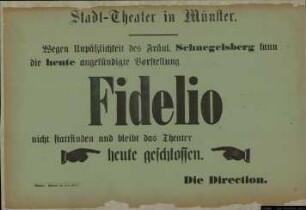 Stadt-Theater in Münster.
Wegen Unpäßlichkeit des Fräul. Schnegelsberg kann
die heute angekündigte Vorstellung
Fidelio
nicht stattfinden und bleibt das Theater
heute geschlossen.
Die Direction.